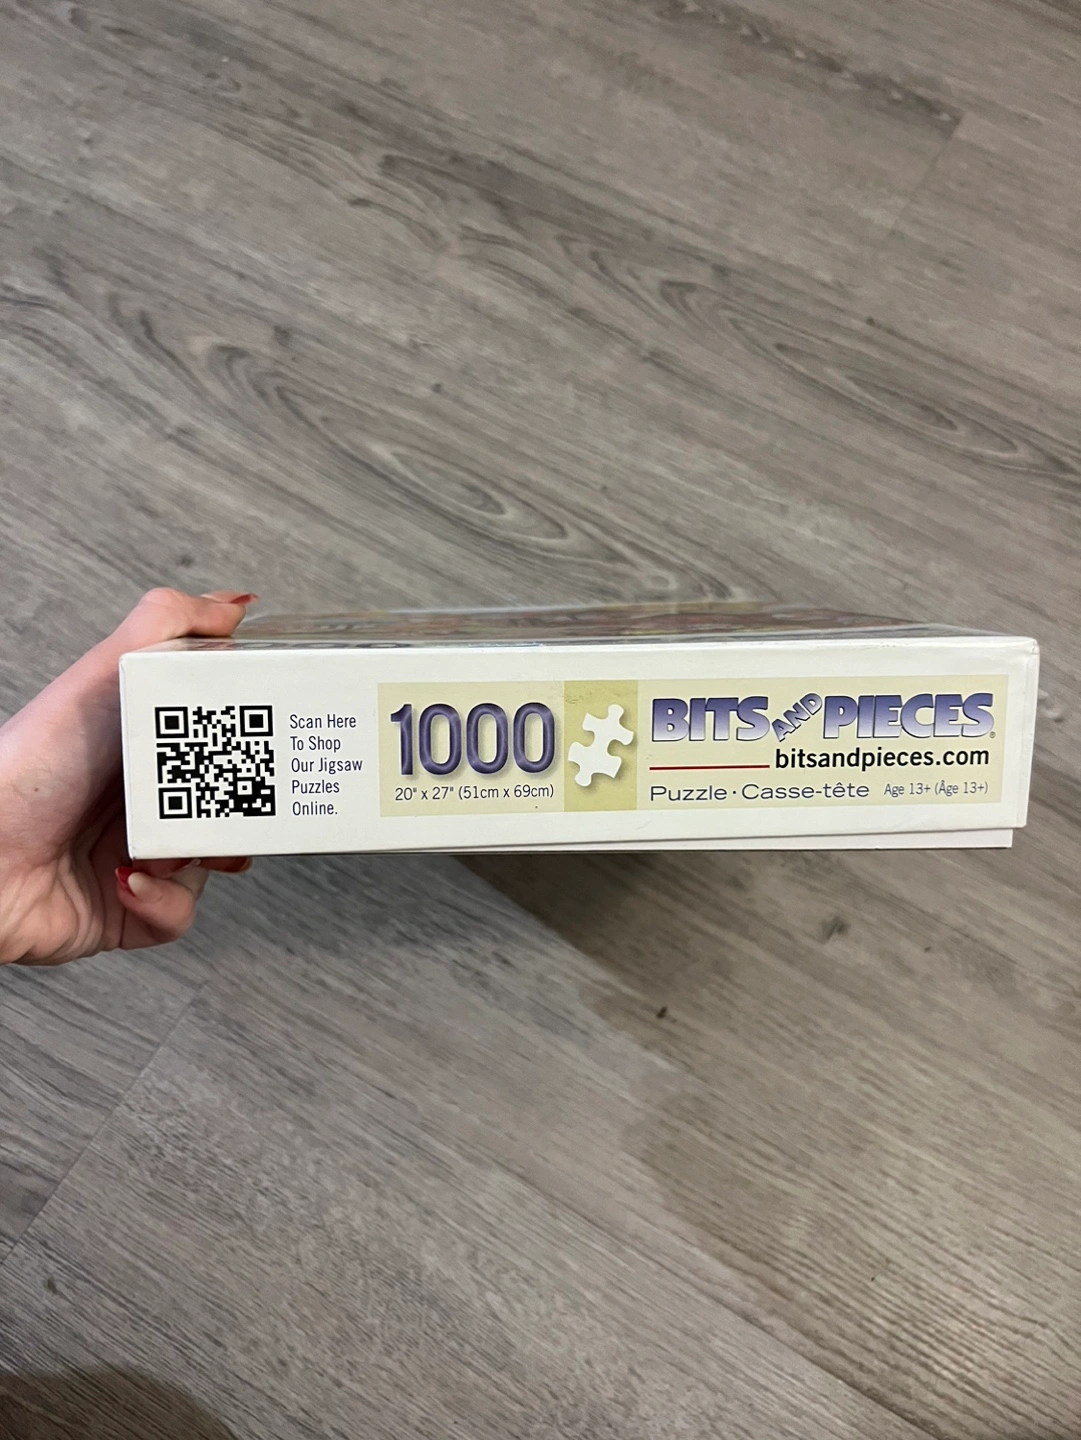 Scan Here
To Shop
Our Jigsaw
Puzzles
Online.
1000
20" x 27" (51cm x 69cm)
BITS AND PIECES®
bitsandpieces.com
Puzzle · Casse-tête Age 13+ (Âge 13+)